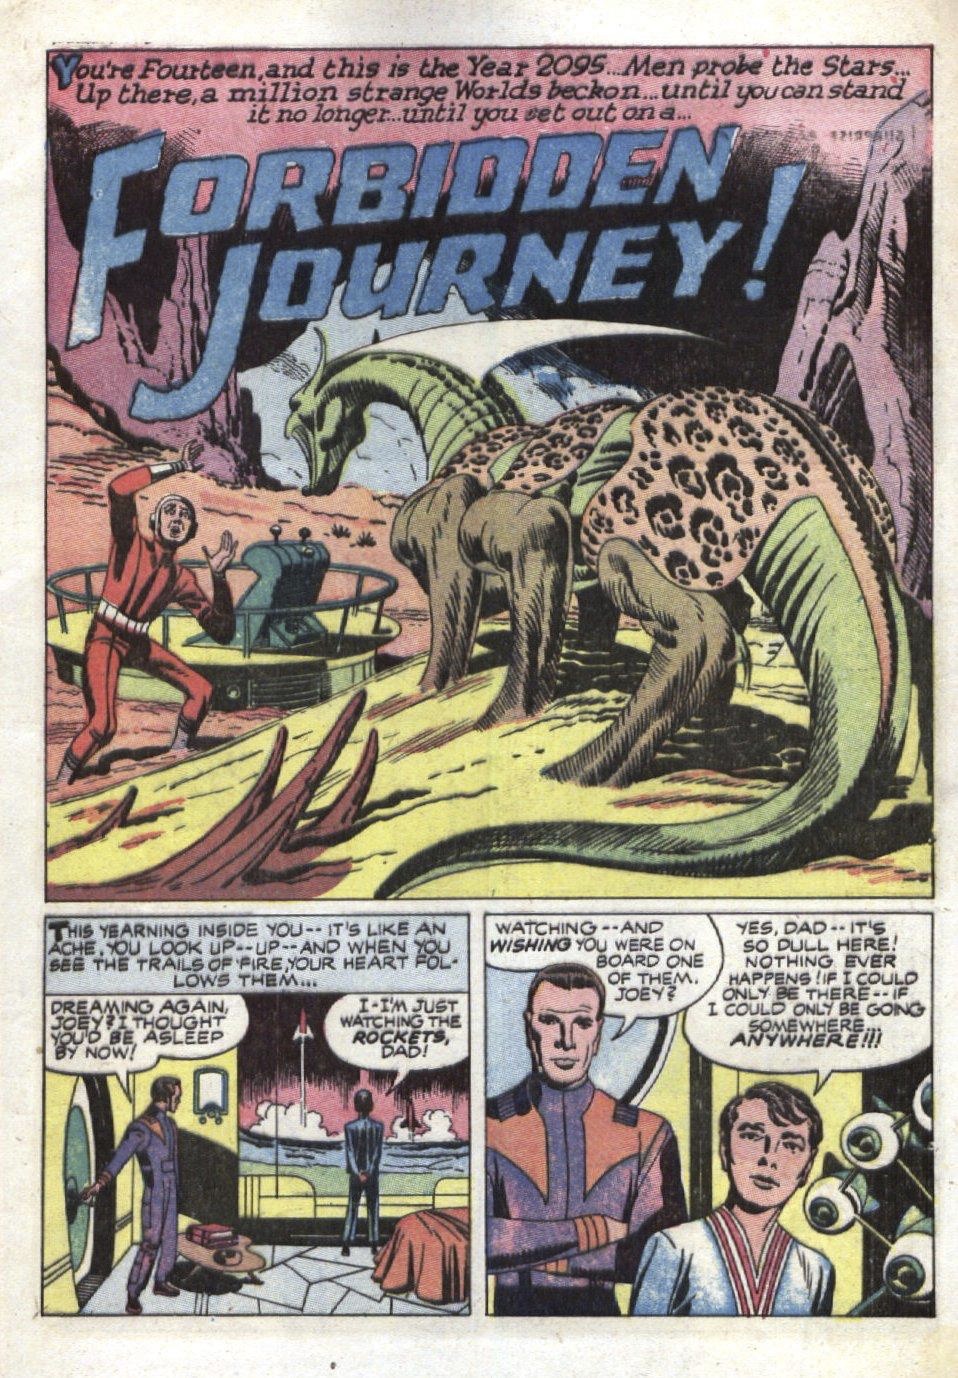 You're Fourteen, and this is the Year 2095...Men probe the Stars...
Up there, a million strange Worlds beckon...until you can stand
it no longer...until you set out on a...
FORBIDDEN
JOURNEY!
THIS YEARNING INSIDE YOU--IT'S LIKE AN
ACHE, YOU LOOK UP--UP--AND WHEN YOU
SEE THE TRAILS OF FIRE, YOUR HEART FOL-
LOWS THEM...
DREAMING AGAIN,
JOEY? I THOUGHT
YOU'D BE ASLEEP
BY NOW!
I-I'M JUST
WATCHING THE
ROCKETS,
DAD!
WATCHING--AND
WISHING YOU WERE ON
BOARD ONE
OF THEM,
JOEY?
YES, DAD--IT'S
SO DULL HERE!
NOTHING EVER
HAPPENS! IF I COULD
ONLY BE THERE--IF
I COULD ONLY BE GOING
SOMEWHERE...
ANYWHERE!!!